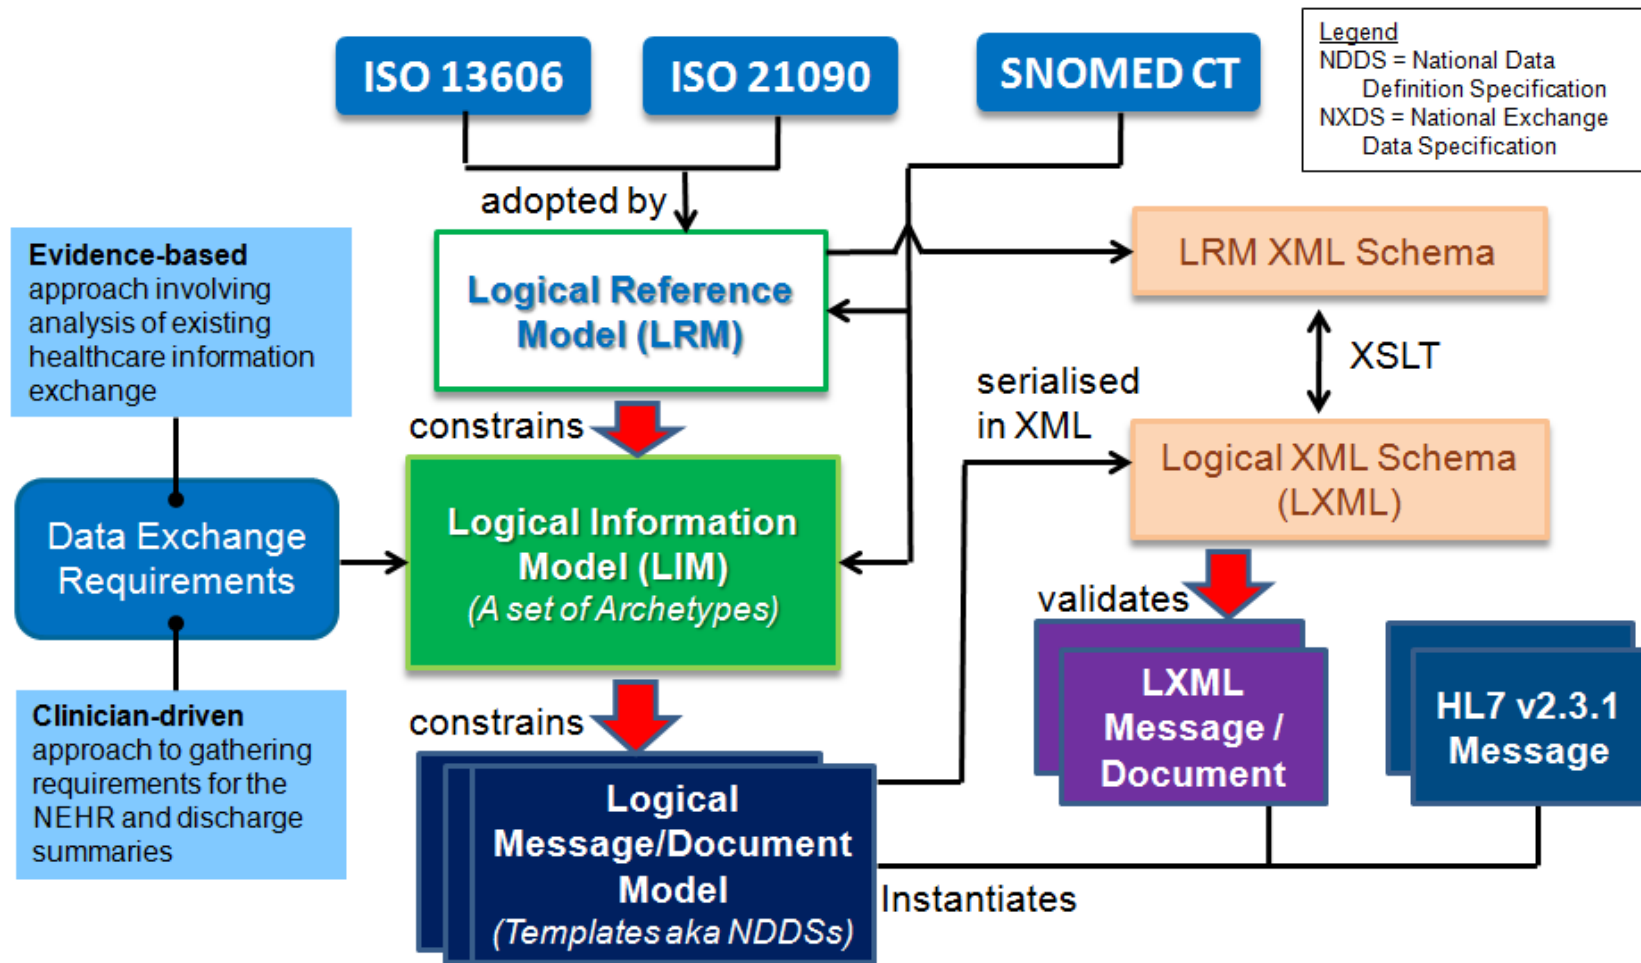 ISO 13606
ISO 21090
SNOMED CT
Legend
NDDS = National Data
Definition Specification
NXDS = National Exchange
Data Specification
adopted by
Evidence-based
approach involving
analysis of existing
healthcare information
exchange
Logical Reference
Model (LRM)
LRM XML Schema
XSLT
constrains
serialised
in XML
Logical XML Schema
(LXML)
Data Exchange
Requirements
Logical Information
Model (LIM)
(A set of Archetypes)
validates
Clinician-driven
approach to gathering
requirements for the
NEHR and discharge
summaries
constrains
LXML
Message /
Document
HL7 v2.3.1
Message
Logical
Message/Document
Model
(Templates aka NDDSs)
Instantiates